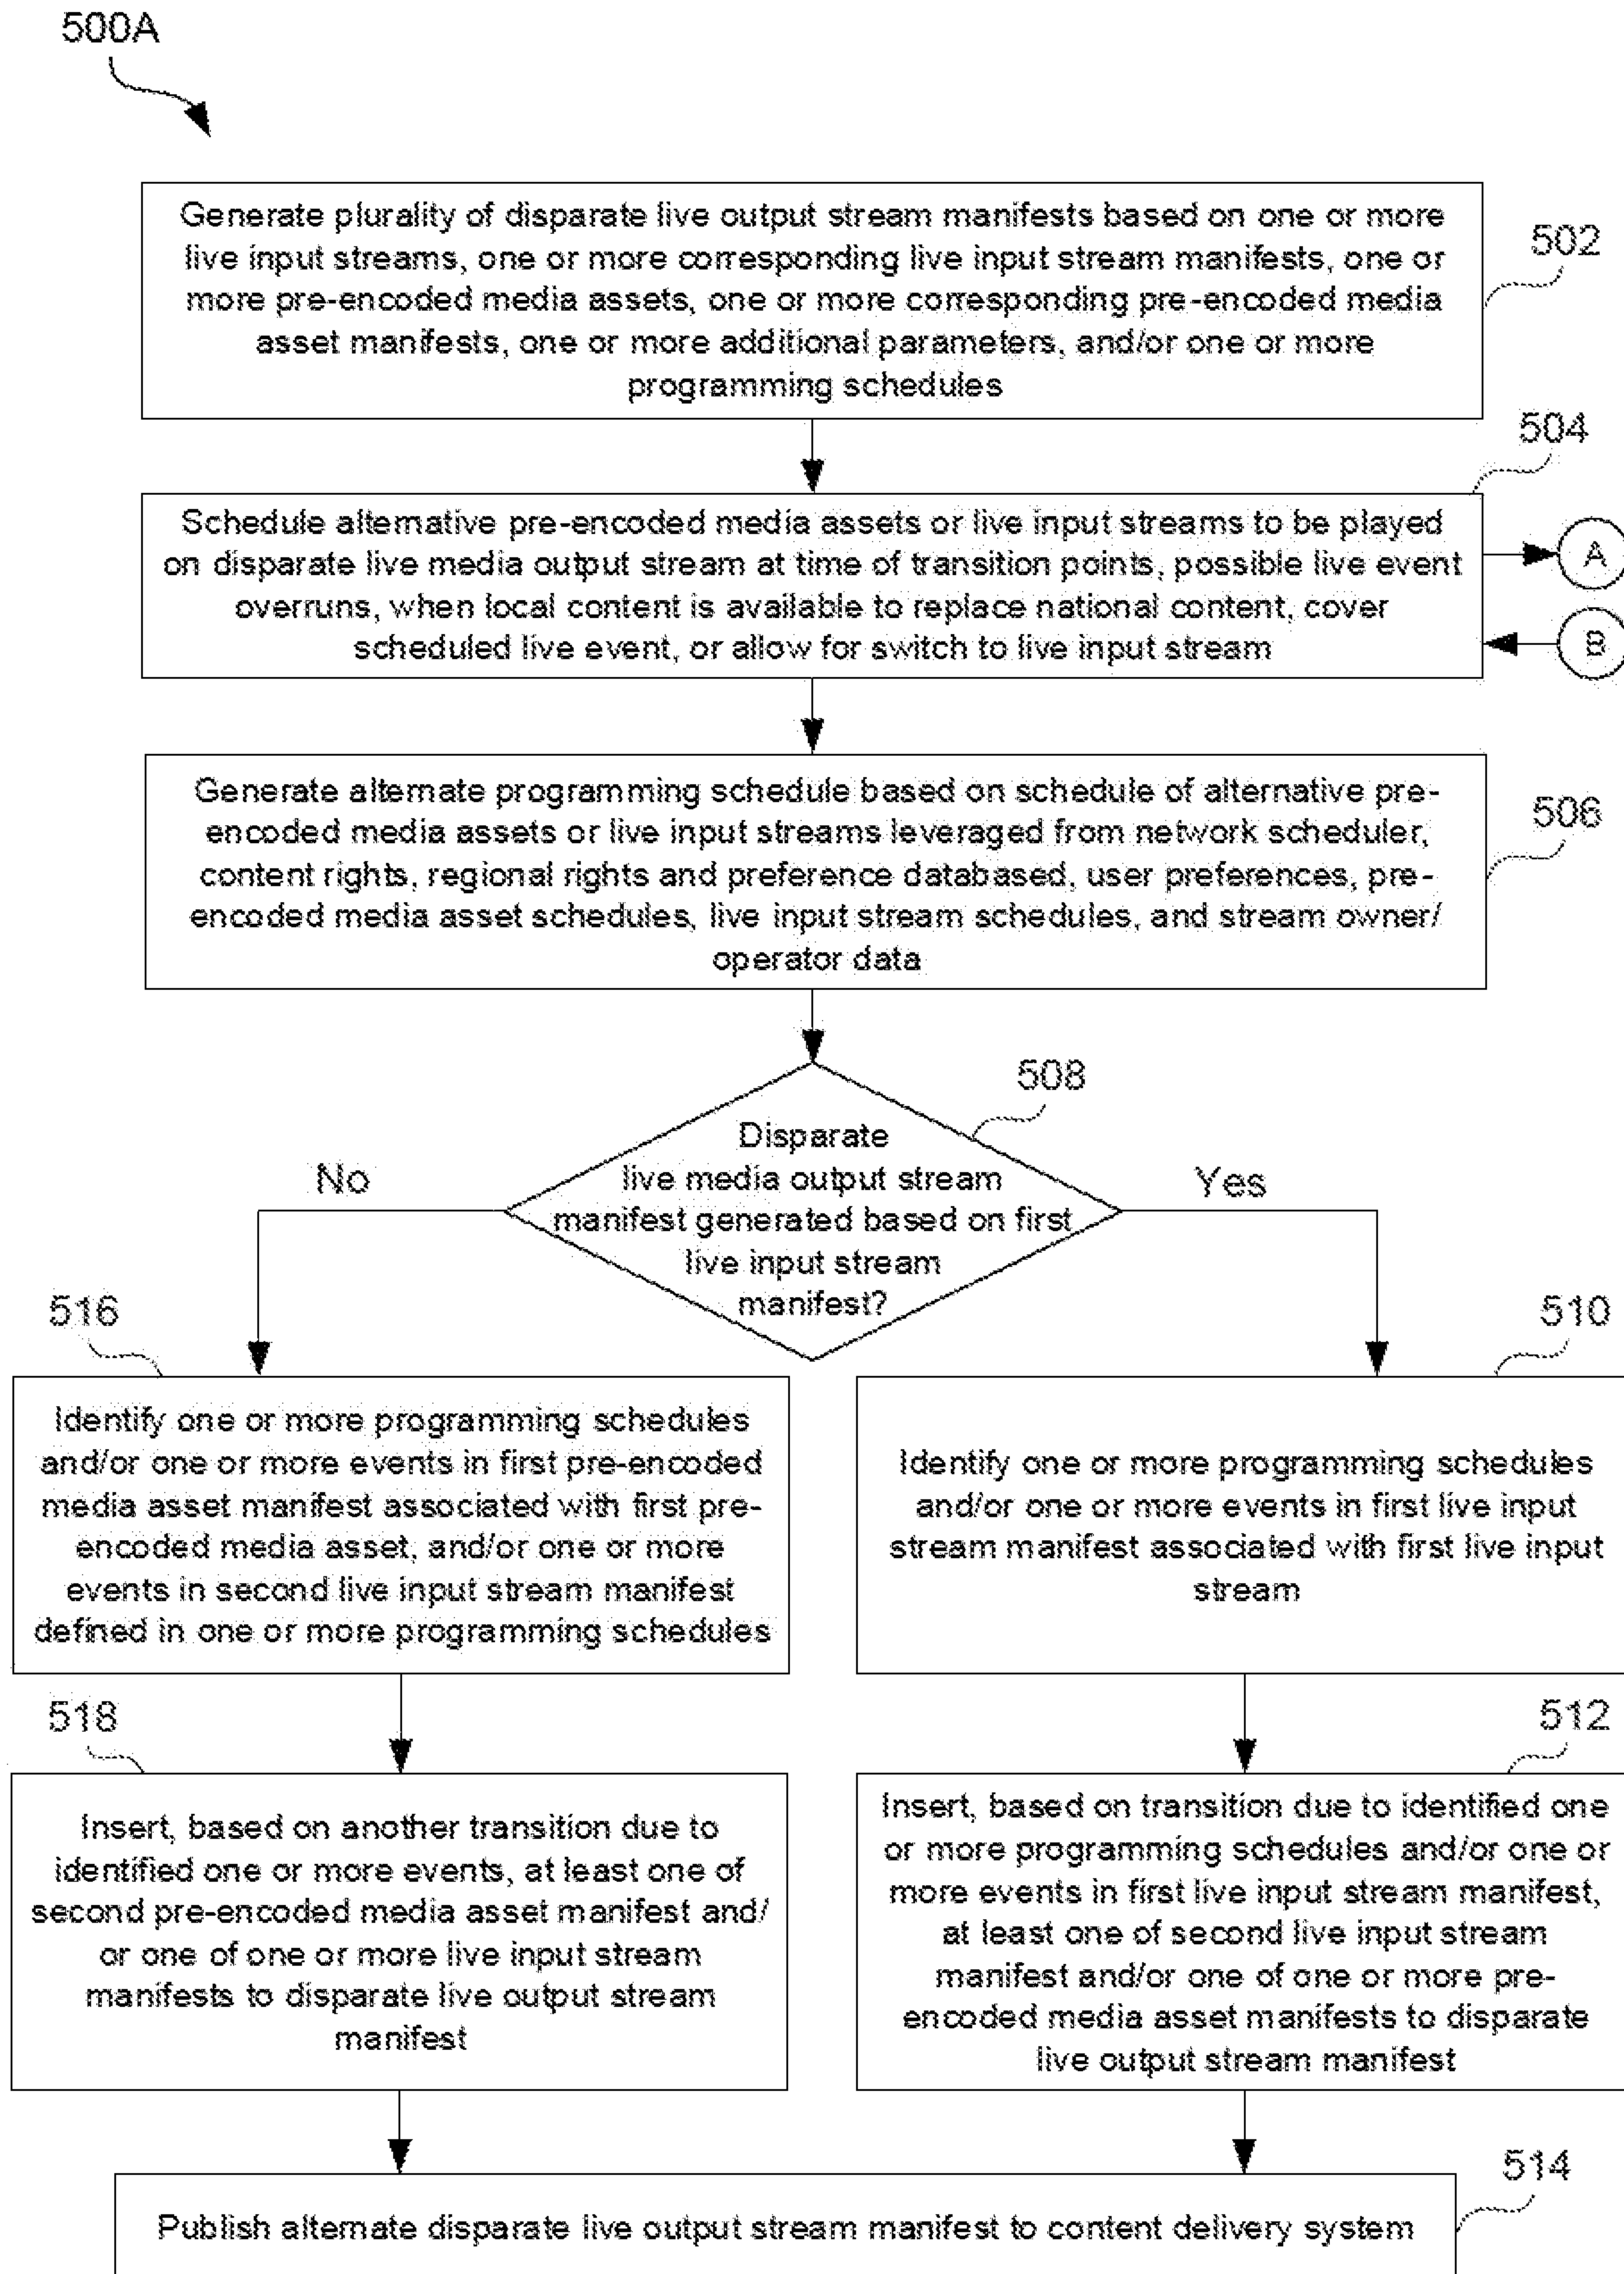 500A
Generate plurality of disparate live output stream manifests based on one or more
live input streams, one or more corresponding live input stream manifests, one or
more pre-encoded media assets, one or more corresponding pre-encoded media
asset manifests, one or more additional parameters, and/or one or more
programming schedules
502
504
Schedule alternative pre-encoded media assets or live input streams to be played
on disparate live media output stream at time of transition points, possible live event
overruns, when local content is available to replace national content, cover
scheduled live event, or allow for switch to live input stream
A
B
Generate alternate programming schedule based on schedule of alternative pre-
encoded media assets or live input streams leveraged from network scheduler,
content rights, regional rights and preference databased, user preferences, pre-
encoded media asset schedules, live input stream schedules, and stream owner/
operator data
506
508
Disparate
live media output stream
manifest generated based on first
live input stream
manifest?
No
Yes
516
Identify one or more programming schedules
and/or one or more events in first pre-encoded
media asset manifest associated with first pre-
encoded media asset, and/or one or more
events in second live input stream manifest
defined in one or more programming schedules
510
Identify one or more programming schedules
and/or one or more events in first live input
stream manifest associated with first live input
stream
518
Insert, based on another transition due to
identified one or more events, at least one of
second pre-encoded media asset manifest and/
or one of one or more live input stream
manifests to disparate live output stream
manifest
512
Insert, based on transition due to identified one
or more programming schedules and/or one or
more events in first live input stream manifest,
at least one of second live input stream
manifest and/or one of one or more pre-
encoded media asset manifests to disparate
live output stream manifest
514
Publish alternate disparate live output stream manifest to content delivery system